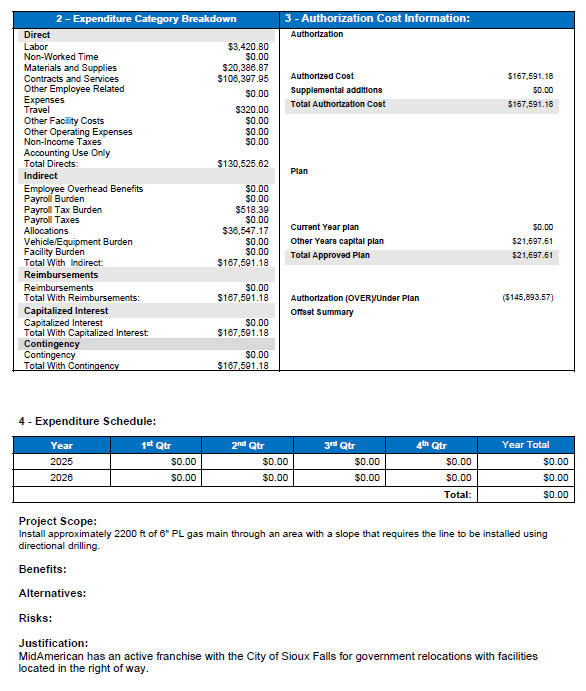 2 – Expenditure Category Breakdown
Direct
Labor $3,420.80
Non-Worked Time $0.00
Materials and Supplies $20,386.87
Contracts and Services $106,397.95
Other Employee Related
Expenses $0.00
Travel $320.00
Other Facility Costs $0.00
Other Operating Expenses $0.00
Non-Income Taxes $0.00
Accounting Use Only
Total Directs: $130,525.62
Indirect
Employee Overhead Benefits $0.00
Payroll Burden $0.00
Payroll Tax Burden $518.39
Payroll Taxes $0.00
Allocations $36,547.17
Vehicle/Equipment Burden $0.00
Facility Burden $0.00
Total With Indirect: $167,591.18
Reimbursements
Reimbursements $0.00
Total With Reimbursements: $167,591.18
Capitalized Interest
Capitalized Interest $0.00
Total With Capitalized Interest: $167,591.18
Contingency
Contingency $0.00
Total With Contingency $167,591.18
3 - Authorization Cost Information:
Authorization
Authorized Cost $167,591.18
Supplemental additions $0.00
Total Authorization Cost $167,591.18
Plan
Current Year plan $0.00
Other Years capital plan $21,697.61
Total Approved Plan $21,697.61
Authorization (OVER)/Under Plan ($145,893.57)
Offset Summary
4 - Expenditure Schedule:
Year 1st Qtr 2nd Qtr 3rd Qtr 4th Qtr Year Total
2025 $0.00 $0.00 $0.00 $0.00 $0.00
2026 $0.00 $0.00 $0.00 $0.00 $0.00
Total: $0.00
Project Scope:
Install approximately 2200 ft of 6" PL gas main through an area with a slope that requires the line to be installed using
directional drilling.
Benefits:
Alternatives:
Risks:
Justification:
MidAmerican has an active franchise with the City of Sioux Falls for government relocations with facilities
located in the right of way.